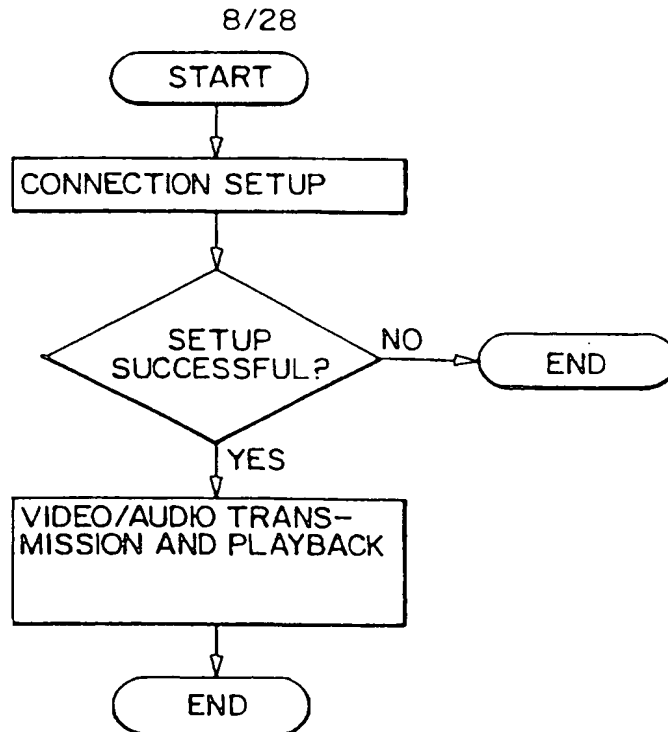 8/28
START
CONNECTION SETUP
SETUP
SUCCESSFUL?
NO
END
YES
VIDEO/AUDIO TRANS-
MISSION AND PLAYBACK
END